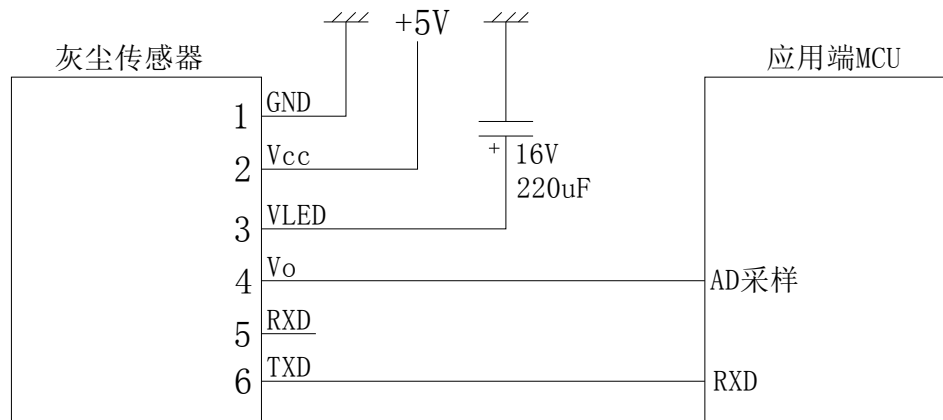 +5V
灰尘传感器
应用端MCU
1 GND
2 Vcc
+ 16V
220uF
3 VLED
4 Vo
AD采样
5 RXD
6 TXD
RXD